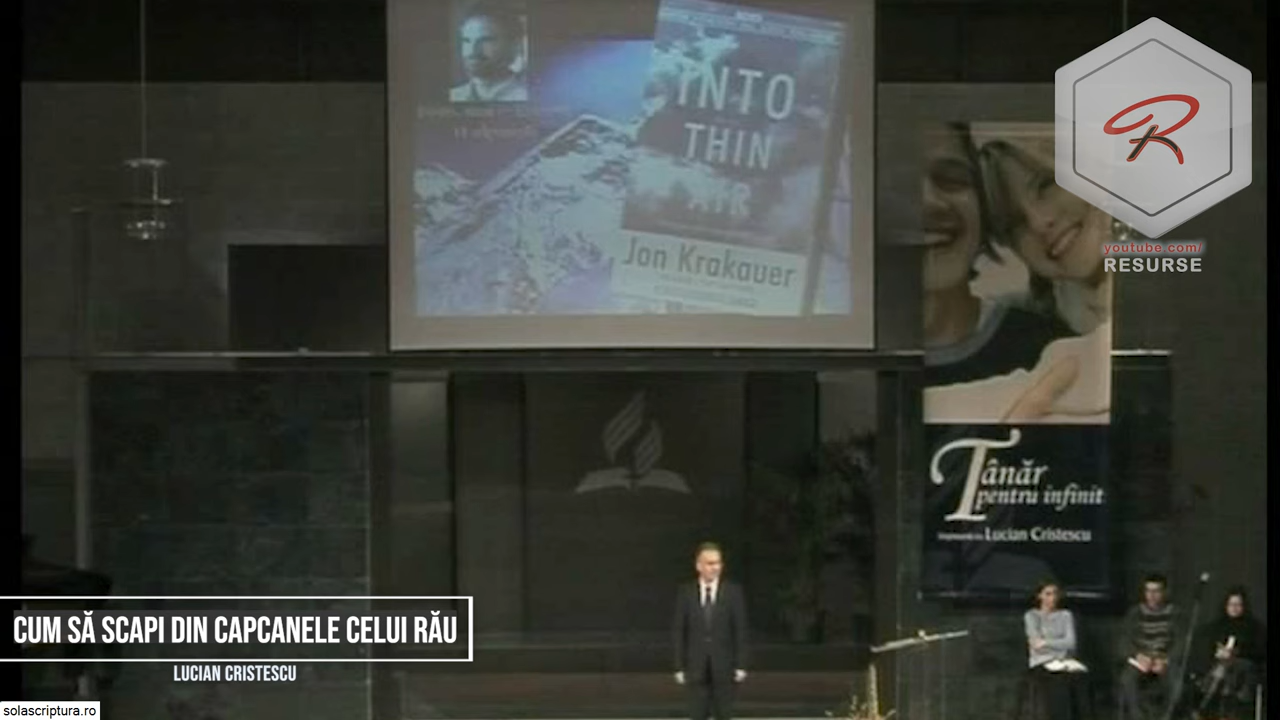 INTO
THIN
AIR
Jon Krakauer
youtube.com/
RESURSE
Tânăr
pentru infinit
Lucian Cristescu
CUM SĂ SCAPI DIN CAPCANELE CELUI RĂU
LUCIAN CRISTESCU
solascriptura.ro